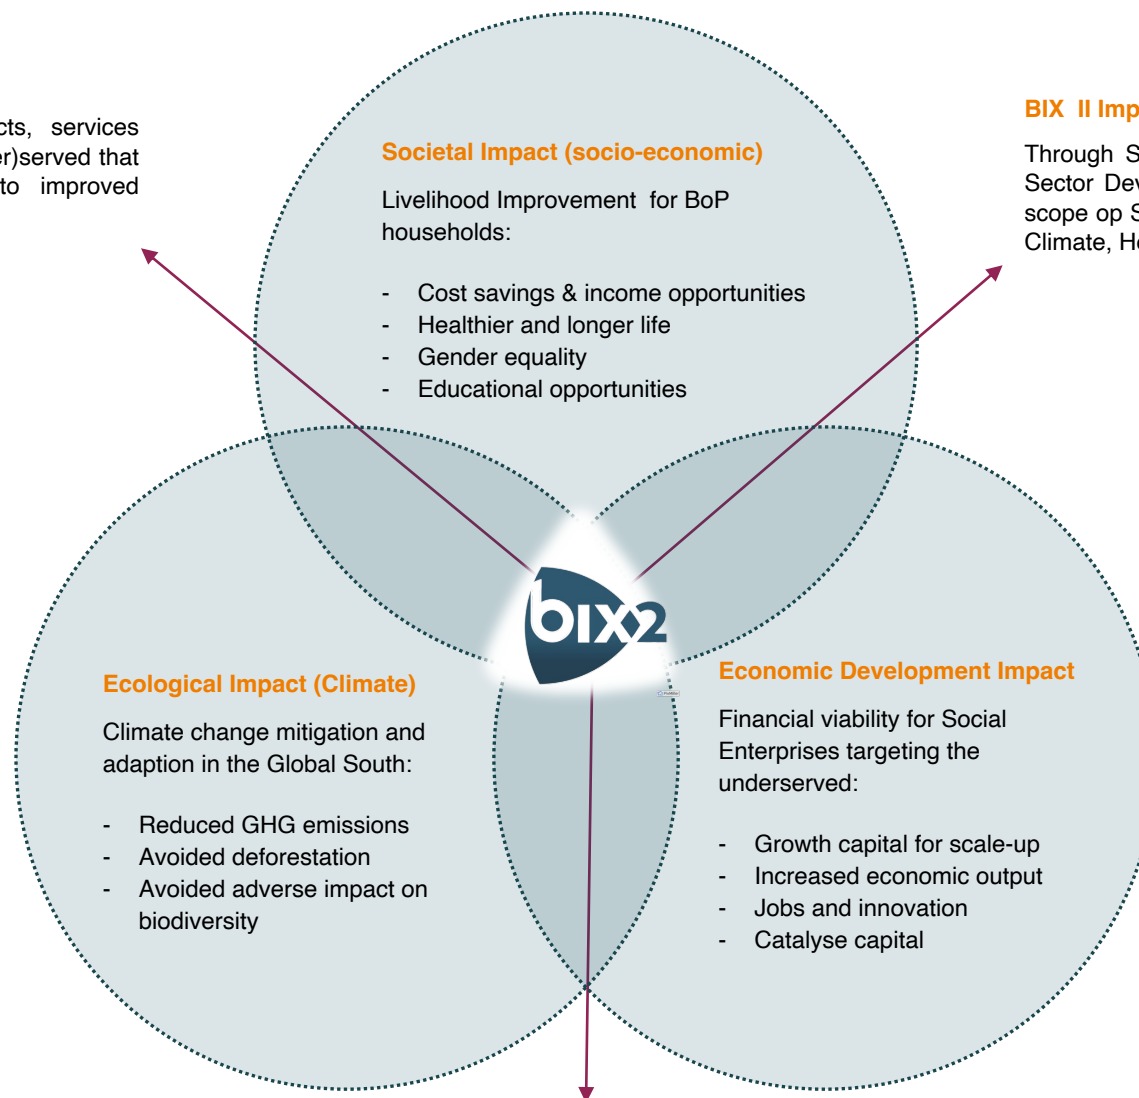 cts, services
er)served that
to improved
BIX II Imp
Through S
Sector Dev
scope op S
Climate, He
Societal Impact (socio-economic)
Livelihood Improvement for BoP
households:
- Cost savings & income opportunities
- Healthier and longer life
- Gender equality
- Educational opportunities
bix2
Ecological Impact (Climate)
Climate change mitigation and
adaption in the Global South:
- Reduced GHG emissions
- Avoided deforestation
- Avoided adverse impact on
biodiversity
Economic Development Impact
Financial viability for Social
Enterprises targeting the
underserved:
- Growth capital for scale-up
- Increased economic output
- Jobs and innovation
- Catalyse capital